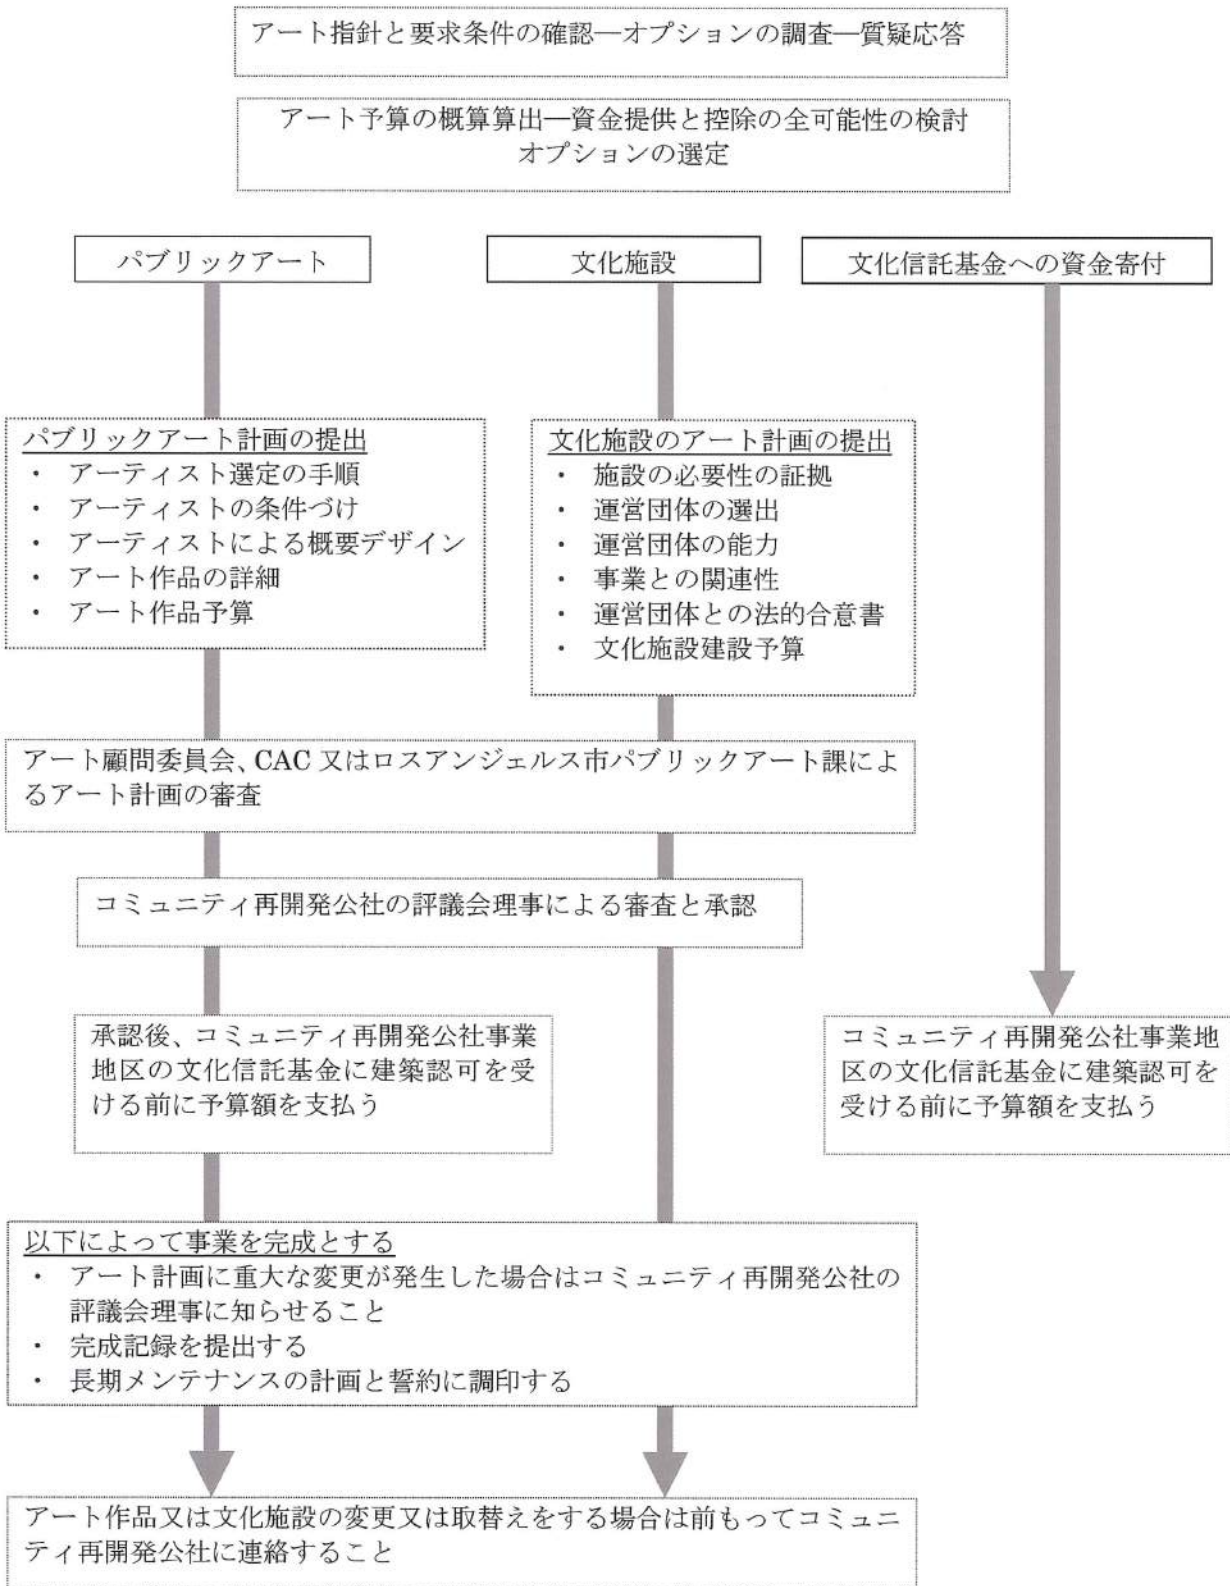 アート指針と要求条件の確認―オプションの調査―質疑応答
アート予算の概算算出―資金提供と控除の全可能性の検討
オプションの選定
パブリックアート
文化施設
文化信託基金への資金寄付
パブリックアート計画の提出
・ アーティスト選定の手順
・ アーティストの条件づけ
・ アーティストによる概要デザイン
・ アート作品の詳細
・ アート作品予算
文化施設のアート計画の提出
・ 施設の必要性の証拠
・ 運営団体の選出
・ 運営団体の能力
・ 事業との関連性
・ 運営団体との法的合意書
・ 文化施設建設予算
アート顧問委員会、CAC 又はロスアンジェルス市パブリックアート課によ
るアート計画の審査
コミュニティ再開発公社の評議会理事による審査と承認
承認後、コミュニティ再開発公社事業
地区の文化信託基金に建築認可を受
ける前に予算額を支払う
コミュニティ再開発公社事業地
区の文化信託基金に建築認可を
受ける前に予算額を支払う
以下によって事業を完成とする
・ アート計画に重大な変更が発生した場合はコミュニティ再開発公社の
評議会理事に知らせること
・ 完成記録を提出する
・ 長期メンテナンスの計画と誓約に調印する
アート作品又は文化施設の変更又は取替えをする場合は前もってコミュニ
ティ再開発公社に連絡すること